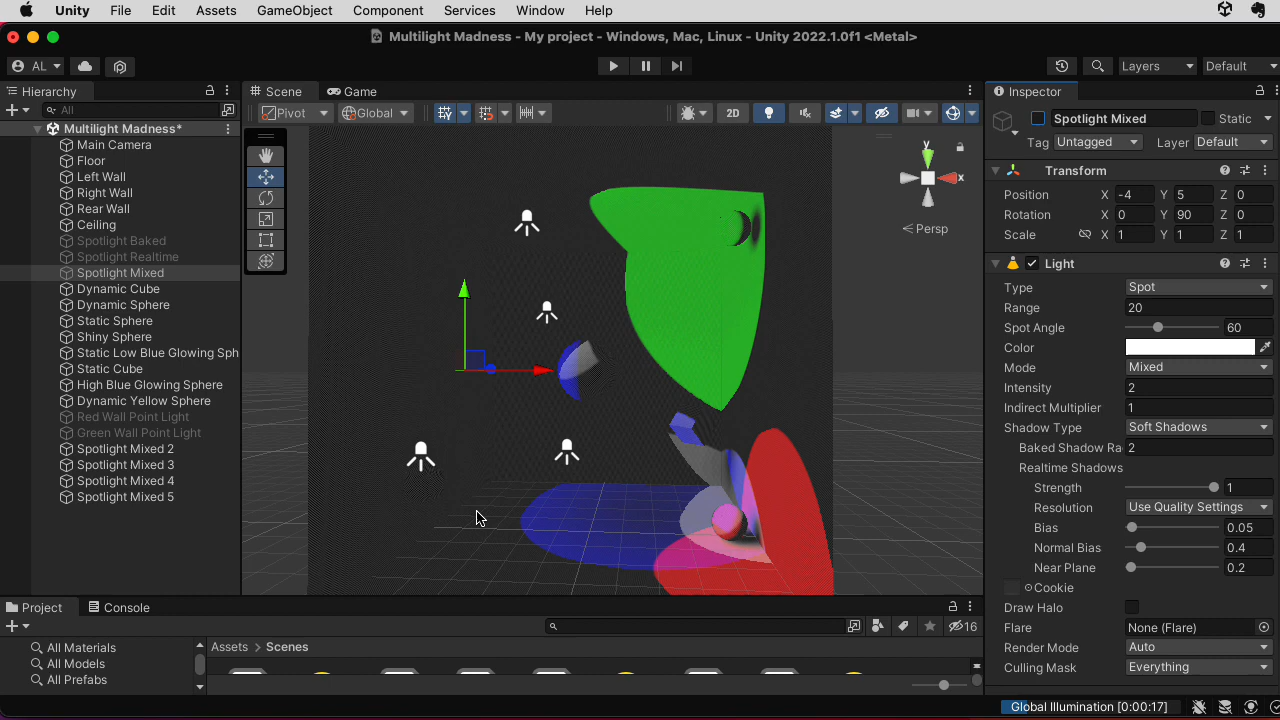 Unity File Edit Assets GameObject Component Services Window Help
Multilight Madness - My project - Windows, Mac, Linux - Unity 2022.1.0f1 <Metal>
AL
Layers
Default
Hierarchy
All
Multilight Madness*
Main Camera
Floor
Left Wall
Right Wall
Rear Wall
Ceiling
Spotlight Baked
Spotlight Realtime
Spotlight Mixed
Dynamic Cube
Dynamic Sphere
Static Sphere
Shiny Sphere
Static Low Blue Glowing Sph
Static Cube
High Blue Glowing Sphere
Dynamic Yellow Sphere
Red Wall Point Light
Green Wall Point Light
Spotlight Mixed 2
Spotlight Mixed 3
Spotlight Mixed 4
Spotlight Mixed 5
Scene
Game
Pivot
Global
2D
y
x
Persp
Inspector
Spotlight Mixed
Static
Tag Untagged Layer Default
Transform
Position X -4 Y 5 Z 0
Rotation X 0 Y 90 Z 0
Scale X 1 Y 1 Z 1
Light
Type Spot
Range 20
Spot Angle 60
Color
Mode Mixed
Intensity 2
Indirect Multiplier 1
Shadow Type Soft Shadows
Baked Shadow Ra 2
Realtime Shadows
Strength 1
Resolution Use Quality Settings
Bias 0.05
Normal Bias 0.4
Near Plane 0.2
Cookie
Draw Halo
Flare None (Flare)
Render Mode Auto
Culling Mask Everything
Project
Console
16
All Materials
All Models
All Prefabs
Assets > Scenes
Global Illumination [0:00:17]